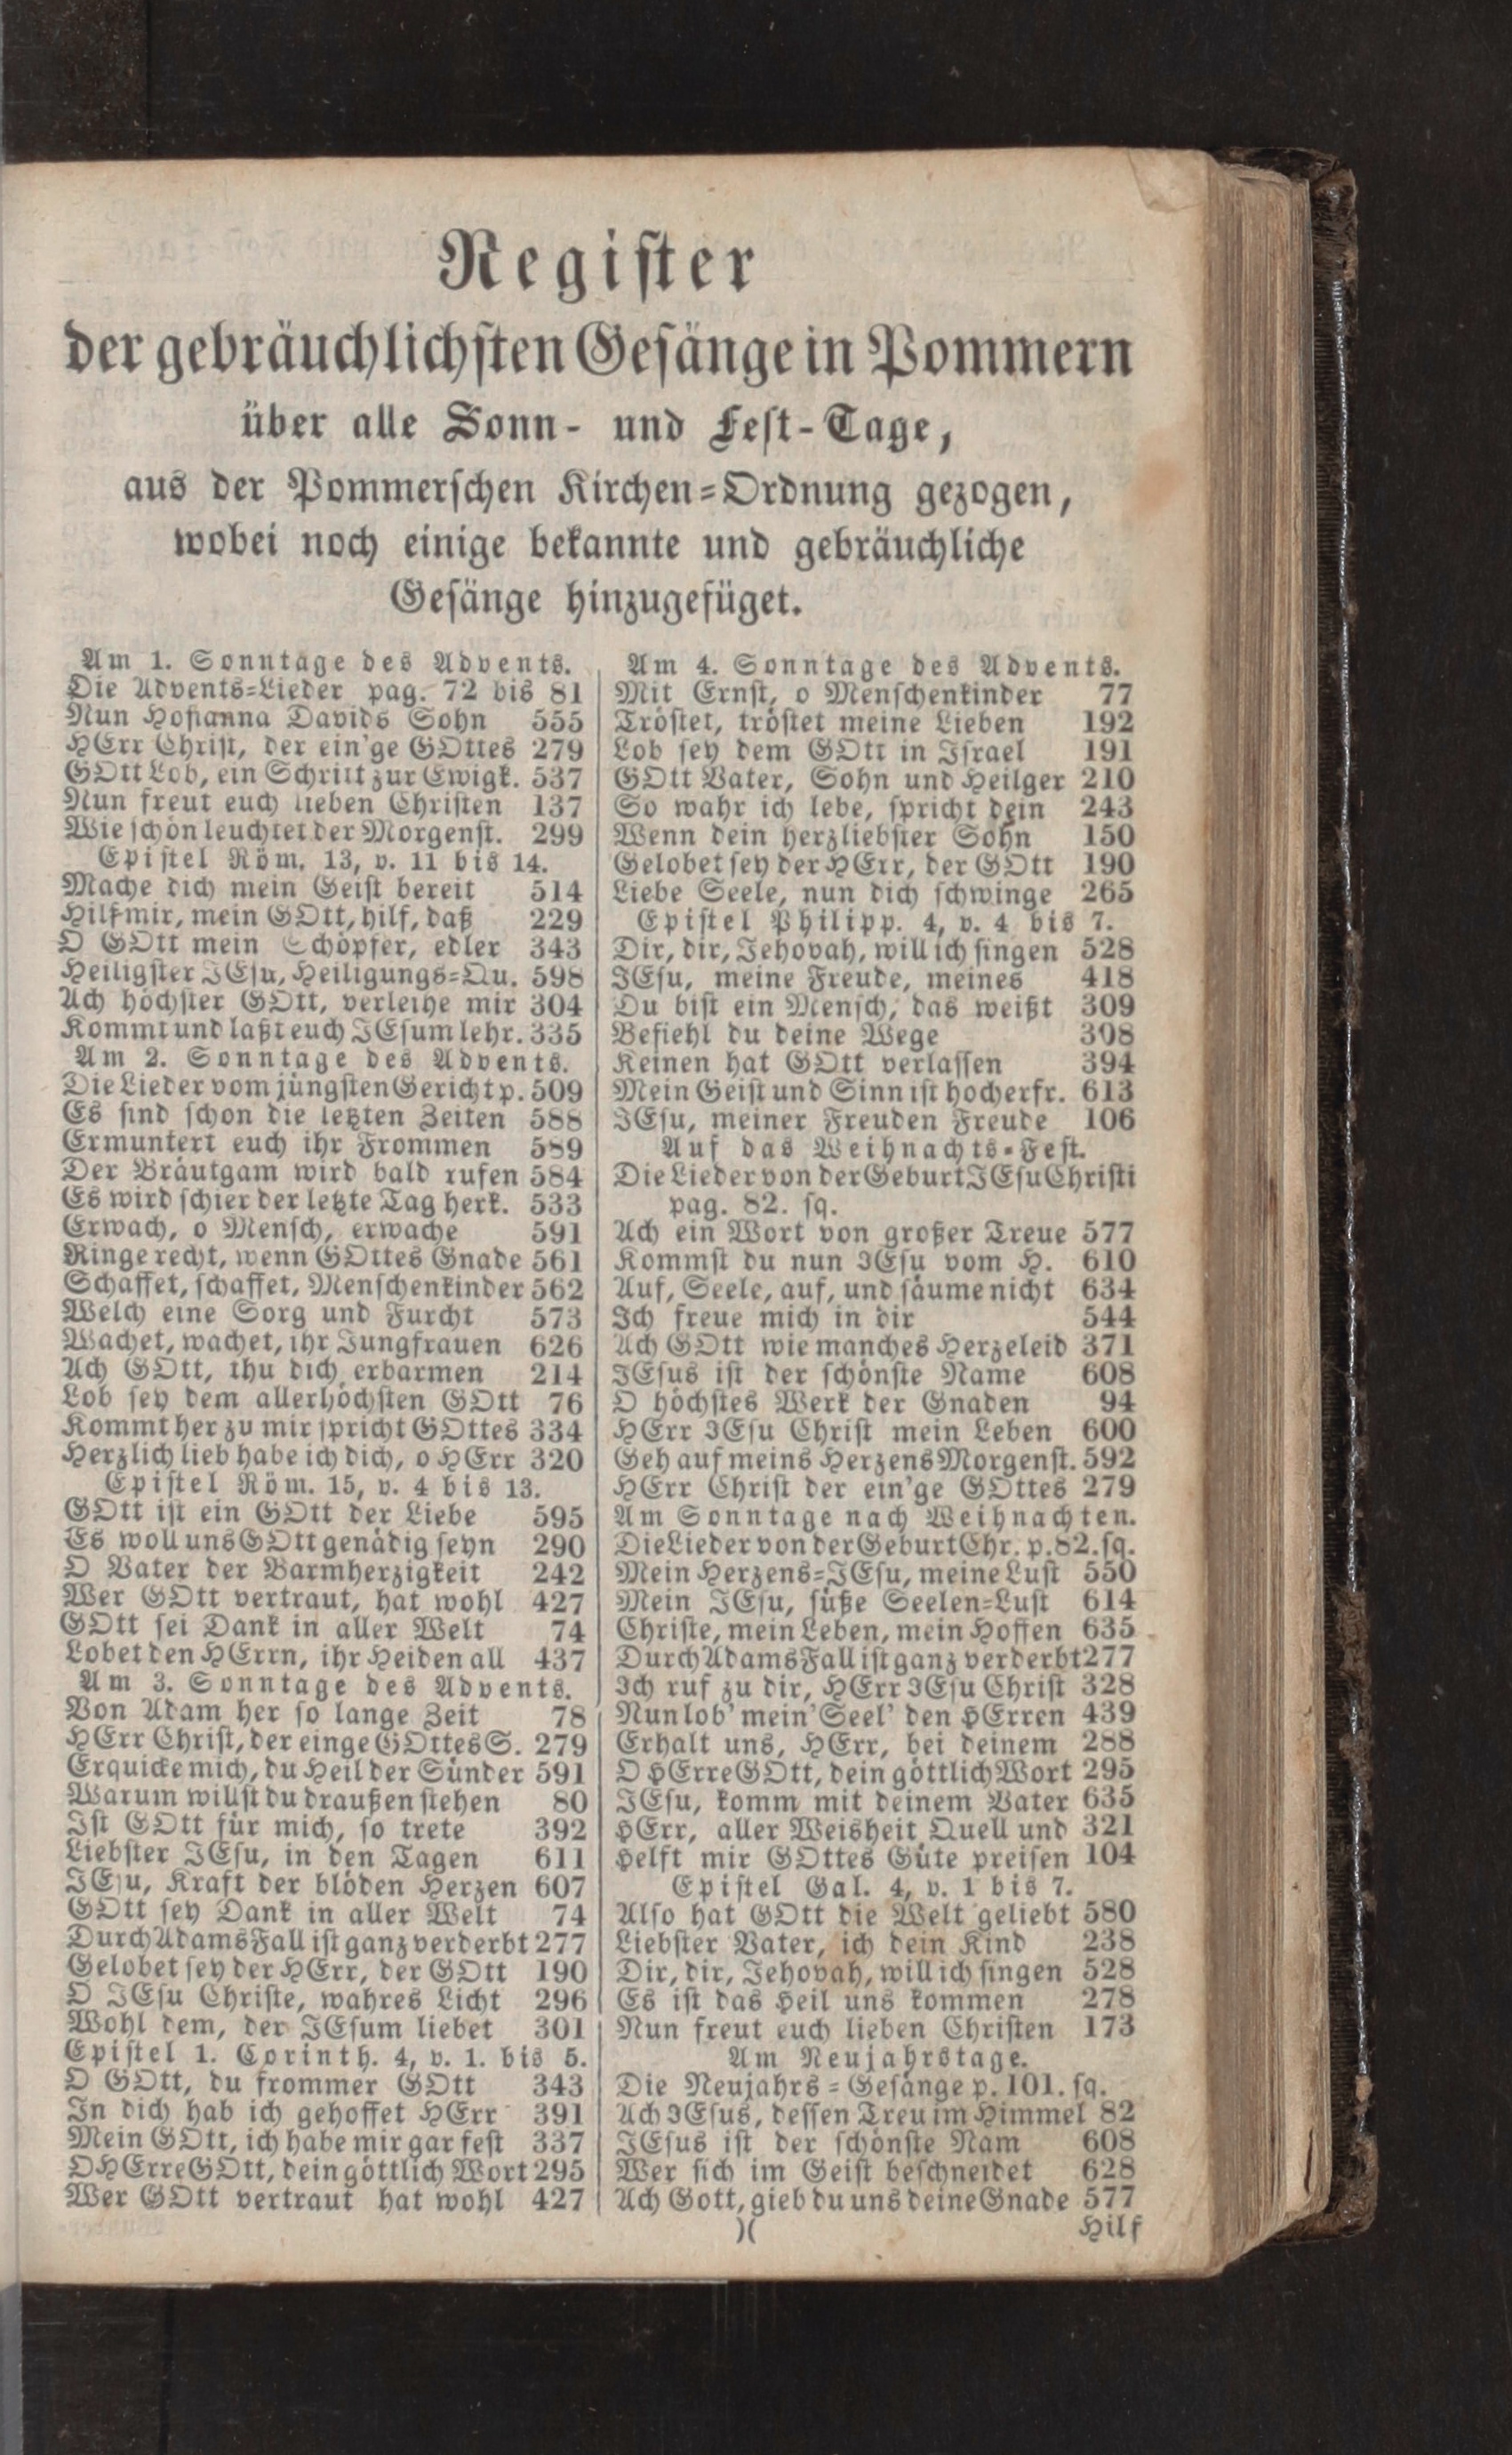 Register
der gebräuchlichsten Gesänge in Pommern
über alle Sonn- und Fest-Tage,
aus der Pommerschen Kirchen-Ordnung gezogen,
wobei noch einige bekannte und gebräuchliche
Gesänge hinzugefüget.
Am 1. Sonntage des Advents.
Die Advents-Lieder pag. 72 bis 81
Nun Hosianna Davids Sohn 555
HErr Christ, der ein'ge GOttes 279
GOtt Lob, ein Schritt zur Ewigk. 537
Nun freut euch lieben Christen 137
Wie schön leuchtet der Morgenst. 299
Epistel Röm. 13, v. 11 bis 14.
Mache dich mein Geist bereit 514
Hilf mir, mein GOtt, hilf, daß 229
O GOtt mein Schöpfer, edler 343
Heiligster JEsu, Heiligungs-Qu. 598
Ach höchster GOtt, verleihe mir 304
Kommt und laßt euch JEsum lehr. 335
Am 2. Sonntage des Advents.
Die Lieder vom jüngsten Gericht p. 509
Es sind schon die letzten Zeiten 588
Ermuntert euch ihr Frommen 589
Der Bräutgam wird bald rufen 584
Es wird schier der letzte Tag herk. 533
Erwach, o Mensch, erwache 591
Ringe recht, wenn GOttes Gnade 561
Schaffet, schaffet, Menschenkinder 562
Welch eine Sorg und Furcht 573
Wachet, wachet, ihr Jungfrauen 626
Ach GOtt, thu dich erbarmen 214
Lob sey dem allerhöchsten GOtt 76
Kommt her zu mir spricht GOttes 334
Herzlich lieb habe ich dich, o HErr 320
Epistel Röm. 15, v. 4 bis 13.
GOtt ist ein GOtt der Liebe 595
Es woll uns GOtt genädig seyn 290
O Vater der Barmherzigkeit 242
Wer GOtt vertraut, hat wohl 427
GOtt sei Dank in aller Welt 74
Lobet den HErrn, ihr Heiden all 437
Am 3. Sonntage des Advents.
Von Adam her so lange Zeit 78
HErr Christ, der einge GOttes S. 279
Erquicke mich, du Heil der Sünder 591
Warum willst du draußen stehen 80
Ist GOtt für mich, so trete 392
Liebster JEsu, in den Tagen 611
JEsu, Kraft der blöden Herzen 607
GOtt sey Dank in aller Welt 74
Durch Adams Fall ist ganz verderbt 277
Gelobet sey der HErr, der GOtt 190
O JEsu Christe, wahres Licht 296
Wohl dem, der JEsum liebet 301
Epistel 1. Corinth. 4, v. 1. bis 5.
O GOtt, du frommer GOtt 343
In dich hab ich gehoffet HErr 391
Mein GOtt, ich habe mir gar fest 337
O HErre GOtt, dein göttlich Wort 295
Wer GOtt vertraut hat wohl 427
Am 4. Sonntage des Advents.
Mit Ernst, o Menschenkinder 77
Tröstet, tröstet meine Lieben 192
Lob sey dem GOtt in Israel 191
GOtt Vater, Sohn und Heilger 210
So wahr ich lebe, spricht dein 243
Wenn dein herzliebster Sohn 150
Gelobet sey der HErr, der GOtt 190
Liebe Seele, nun dich schwinge 265
Epistel Philipp. 4, v. 4 bis 7.
Dir, dir, Jehovah, will ich singen 528
JEsu, meine Freude, meines 418
Du bist ein Mensch, das weißt 309
Befiehl du deine Wege 308
Keinen hat GOtt verlassen 394
Mein Geist und Sinn ist hocherfr. 613
JEsu, meiner Freuden Freude 106
Auf das Weihnachts-Fest.
Die Lieder von der Geburt JEsu Christi
pag. 82. sq.
Ach ein Wort von großer Treue 577
Kommst du nun JEsu vom H. 610
Auf, Seele, auf, und säume nicht 634
Ich freue mich in dir 544
Ach GOtt wie manches Herzeleid 371
JEsus ist der schönste Name 608
O höchstes Werk der Gnaden 94
HErr JEsu Christ mein Leben 600
Geh auf meins Herzens Morgenst. 592
HErr Christ der ein'ge GOttes 279
Am Sonntage nach Weihnachten.
Die Lieder von der Geburt Chr. p. 82. sq.
Mein Herzens-JEsu, meine Lust 550
Mein JEsu, süße Seelen-Lust 614
Christe, mein Leben, mein Hoffen 635
Durch Adams Fall ist ganz verderbt 277
Ich ruf zu dir, HErr JEsu Christ 328
Nun lob' mein' Seel' den HErren 439
Erhalt uns, HErr, bei deinem 288
O HErre GOtt, dein göttlich Wort 295
JEsu, komm mit deinem Vater 635
HErr, aller Weisheit Quell und 321
Helft mir GOttes Güte preisen 104
Epistel Gal. 4, v. 1 bis 7.
Also hat GOtt die Welt geliebt 580
Liebster Vater, ich dein Kind 238
Dir, dir, Jehovah, will ich singen 528
Es ist das Heil uns kommen 278
Nun freut euch lieben Christen 173
Am Neujahrstage.
Die Neujahrs-Gesänge p. 101. sq.
Ach JEsus, dessen Treu im Himmel 82
JEsus ist der schönste Nam 608
Wer sich im Geist beschneidet 628
Ach Gott, gieb du uns deine Gnade 577
)(
Hilf